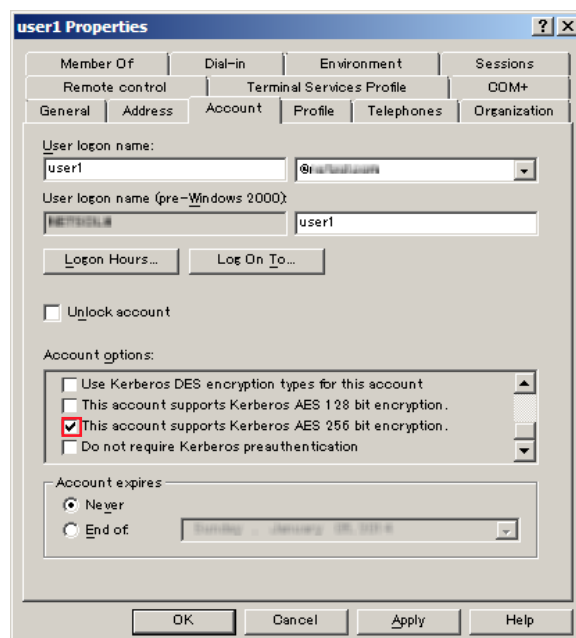 user1 Properties
? X
Member Of Dial-in Environment Sessions
Remote control Terminal Services Profile COM+
General Address Account Profile Telephones Organization
User logon name:
user1 @
User logon name (pre-Windows 2000):
user1
Logon Hours... Log On To...
Unlock account
Account options:
Use Kerberos DES encryption types for this account
This account supports Kerberos AES 128 bit encryption.
This account supports Kerberos AES 256 bit encryption.
Do not require Kerberos preauthentication
Account expires
Never
End of:
OK Cancel Apply Help